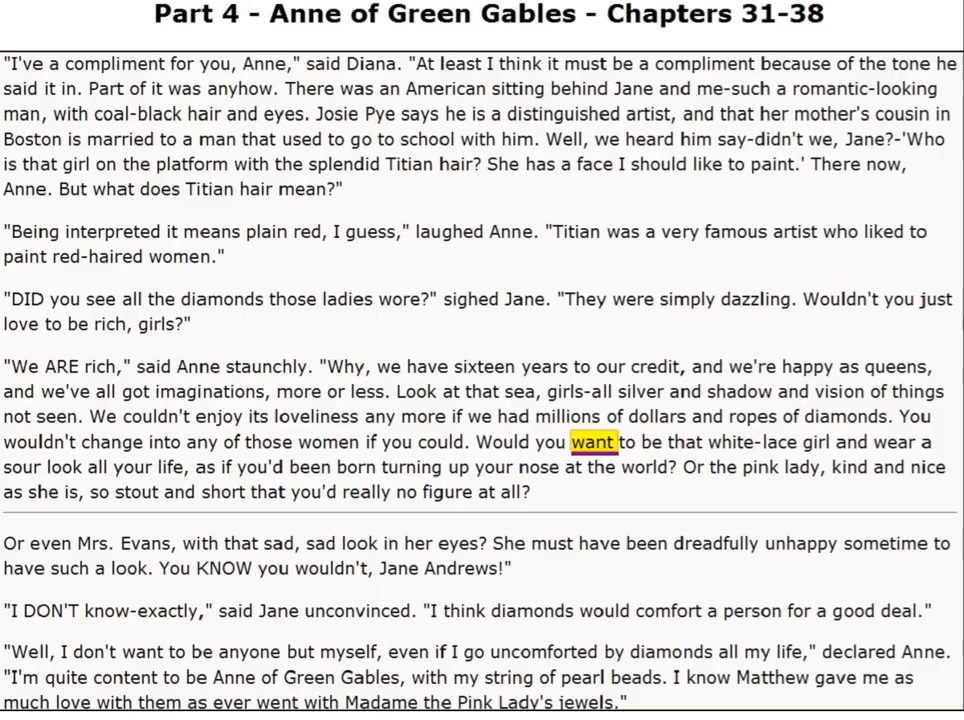 Part 4 - Anne of Green Gables - Chapters 31-38
"I've a compliment for you, Anne," said Diana. "At least I think it must be a compliment because of the tone he
said it in. Part of it was anyhow. There was an American sitting behind Jane and me-such a romantic-looking
man, with coal-black hair and eyes. Josie Pye says he is a distinguished artist, and that her mother's cousin in
Boston is married to a man that used to go to school with him. Well, we heard him say-didn't we, Jane?-'Who
is that girl on the platform with the splendid Titian hair? She has a face I should like to paint.' There now,
Anne. But what does Titian hair mean?"
"Being interpreted it means plain red, I guess," laughed Anne. "Titian was a very famous artist who liked to
paint red-haired women."
"DID you see all the diamonds those ladies wore?" sighed Jane. "They were simply dazzling. Wouldn't you just
love to be rich, girls?"
"We ARE rich," said Anne staunchly. "Why, we have sixteen years to our credit, and we're happy as queens,
and we've all got imaginations, more or less. Look at that sea, girls-all silver and shadow and vision of things
not seen. We couldn't enjoy its loveliness any more if we had millions of dollars and ropes of diamonds. You
wouldn't change into any of those women if you could. Would you want to be that white-lace girl and wear a
sour look all your life, as if you'd been born turning up your nose at the world? Or the pink lady, kind and nice
as she is, so stout and short that you'd really no figure at all?
Or even Mrs. Evans, with that sad, sad look in her eyes? She must have been dreadfully unhappy sometime to
have such a look. You KNOW you wouldn't, Jane Andrews!"
"I DON'T know-exactly," said Jane unconvinced. "I think diamonds would comfort a person for a good deal."
"Well, I don't want to be anyone but myself, even if I go uncomforted by diamonds all my life," declared Anne.
"I'm quite content to be Anne of Green Gables, with my string of pearl beads. I know Matthew gave me as
much love with them as ever went with Madame the Pink Lady's jewels."